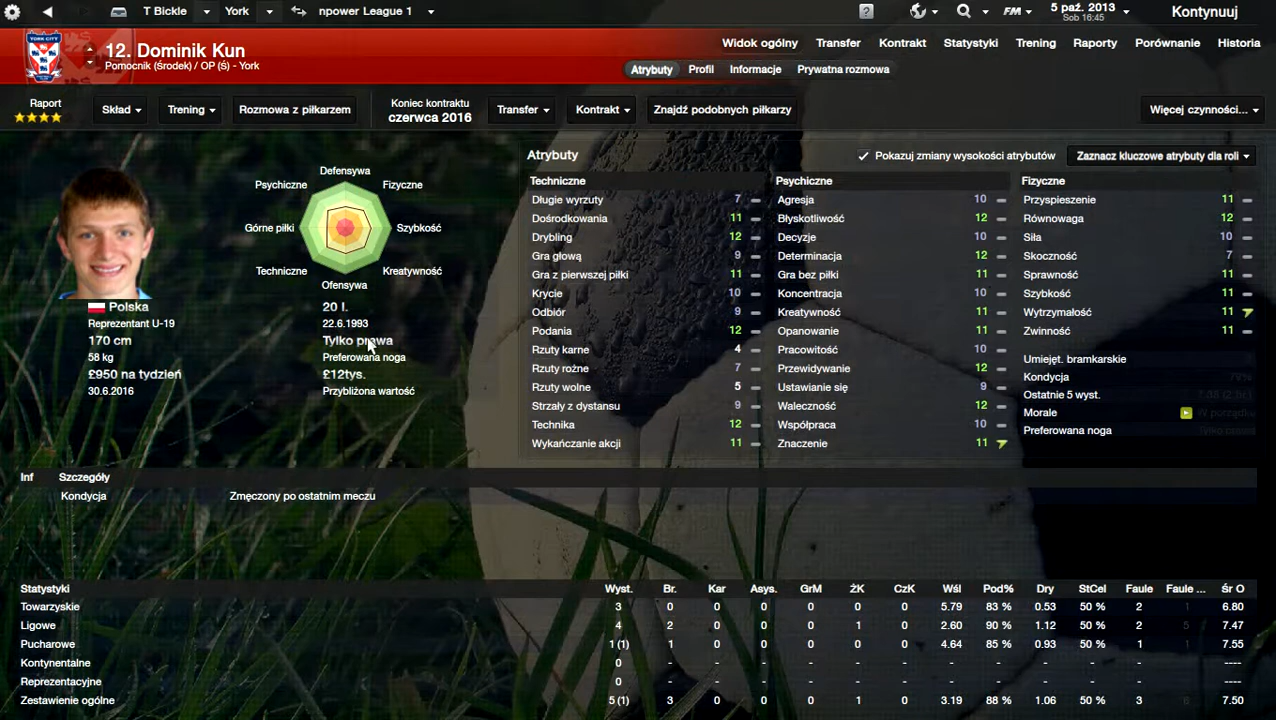 T Bickle York npower League 1 ? FM 5 paź. 2013 Sob 16:45 Kontynuuj
12. Dominik Kun
Pomocnik (Środek) / OP (Ś) - York
Widok ogólny Transfer Kontrakt Statystyki Trening Raporty Porównanie Historia
Atrybuty Profil Informacje Prywatna rozmowa
Raport Skład Trening Rozmowa z piłkarzem Koniec kontraktu czerwca 2016 Transfer Kontrakt Znajdź podobnych piłkarzy Więcej czynności...
Defensywa
Psychiczne Fizyczne
Górne piłki Szybkość
Techniczne Kreatywność
Ofensywa
Polska 20 l.
Reprezentant U-19 22.6.1993
170 cm Tylko prawa
58 kg Preferowana noga
£950 na tydzień £12tys.
30.6.2016 Przybliżona wartość
Atrybuty Pokazuj zmiany wysokości atrybutów Zaznacz kluczowe atrybuty dla roli
Techniczne Psychiczne Fizyczne
Długie wyrzuty 7 Agresja 10 Przyspieszenie 11
Dośrodkowania 11 Błyskotliwość 12 Równowaga 12
Drybling 12 Decyzje 10 Siła 10
Gra głową 9 Determinacja 12 Skoczność 7
Gra z pierwszej piłki 11 Gra bez piłki 11 Sprawność 11
Krycie 10 Koncentracja 11 Szybkość 11
Odbiór 9 Kreatywność 11 Wytrzymałość 11
Podania 12 Opanowanie 11 Zwinność 11
Rzuty karne 4 Pracowitość 10
Rzuty rożne 7 Przewidywanie 12 Umiejęt. bramkarskie
Rzuty wolne 5 Ustawianie się 9 Kondycja
Strzały z dystansu 9 Waleczność 12 Ostatnie 5 wyst.
Technika 12 Współpraca 10 Morale W porządku
Wykańczanie akcji 11 Znaczenie 11 Preferowana noga
Inf Szczegóły
Kondycja Zmęczony po ostatnim meczu
Statystyki Wyst. Br. Kar Asys. GrM ŻK CzK Wśl Pod% Dry StCel Faule Faule ... śr O
Towarzyskie 3 0 0 0 0 0 0 5.79 83 % 0.53 50 % 2 1 6.80
Ligowe 4 2 0 0 0 1 0 2.60 90 % 1.12 50 % 2 5 7.47
Pucharowe 1 (1) 1 0 0 0 0 0 4.64 85 % 0.93 50 % 1 1 7.55
Kontynentalne 0 - - - - - - - - - - - - ----
Reprezentacyjne 0 - - - - - - - - - - - - ----
Zestawienie ogólne 5 (1) 3 0 0 0 1 0 3.19 88 % 1.06 50 % 3 6 7.50